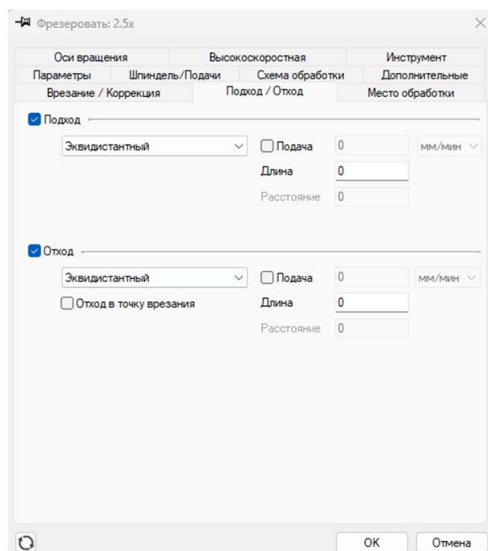 Фрезеровать: 2.5x
Оси вращения Высокоскоростная Инструмент
Параметры Шпиндель/Подачи Схема обработки Дополнительные
Врезание / Коррекция Подход / Отход Место обработки
Подход
Эквидистантный Подача 0 мм/мин
Длина 0
Расстояние 0
Отход
Эквидистантный Подача 0 мм/мин
Отход в точку врезания Длина 0
Расстояние 0
OK Отмена